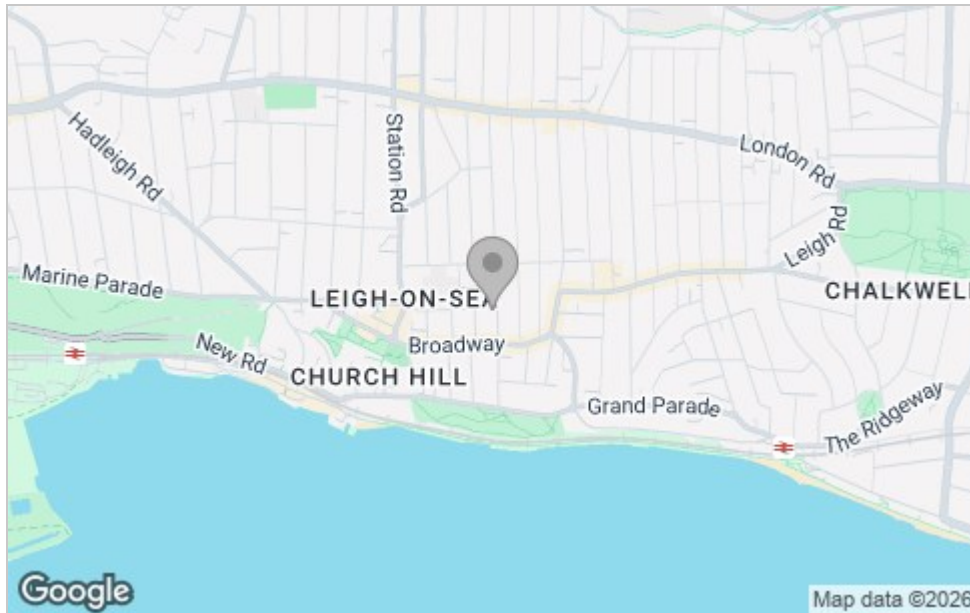 London Rd
Hadleigh Rd
Station Rd
Leigh Rd
Marine Parade
LEIGH-ON-SEA
CHALKWELL
New Rd
Broadway
CHURCH HILL
Grand Parade
The Ridgeway
Google
Map data ©2026